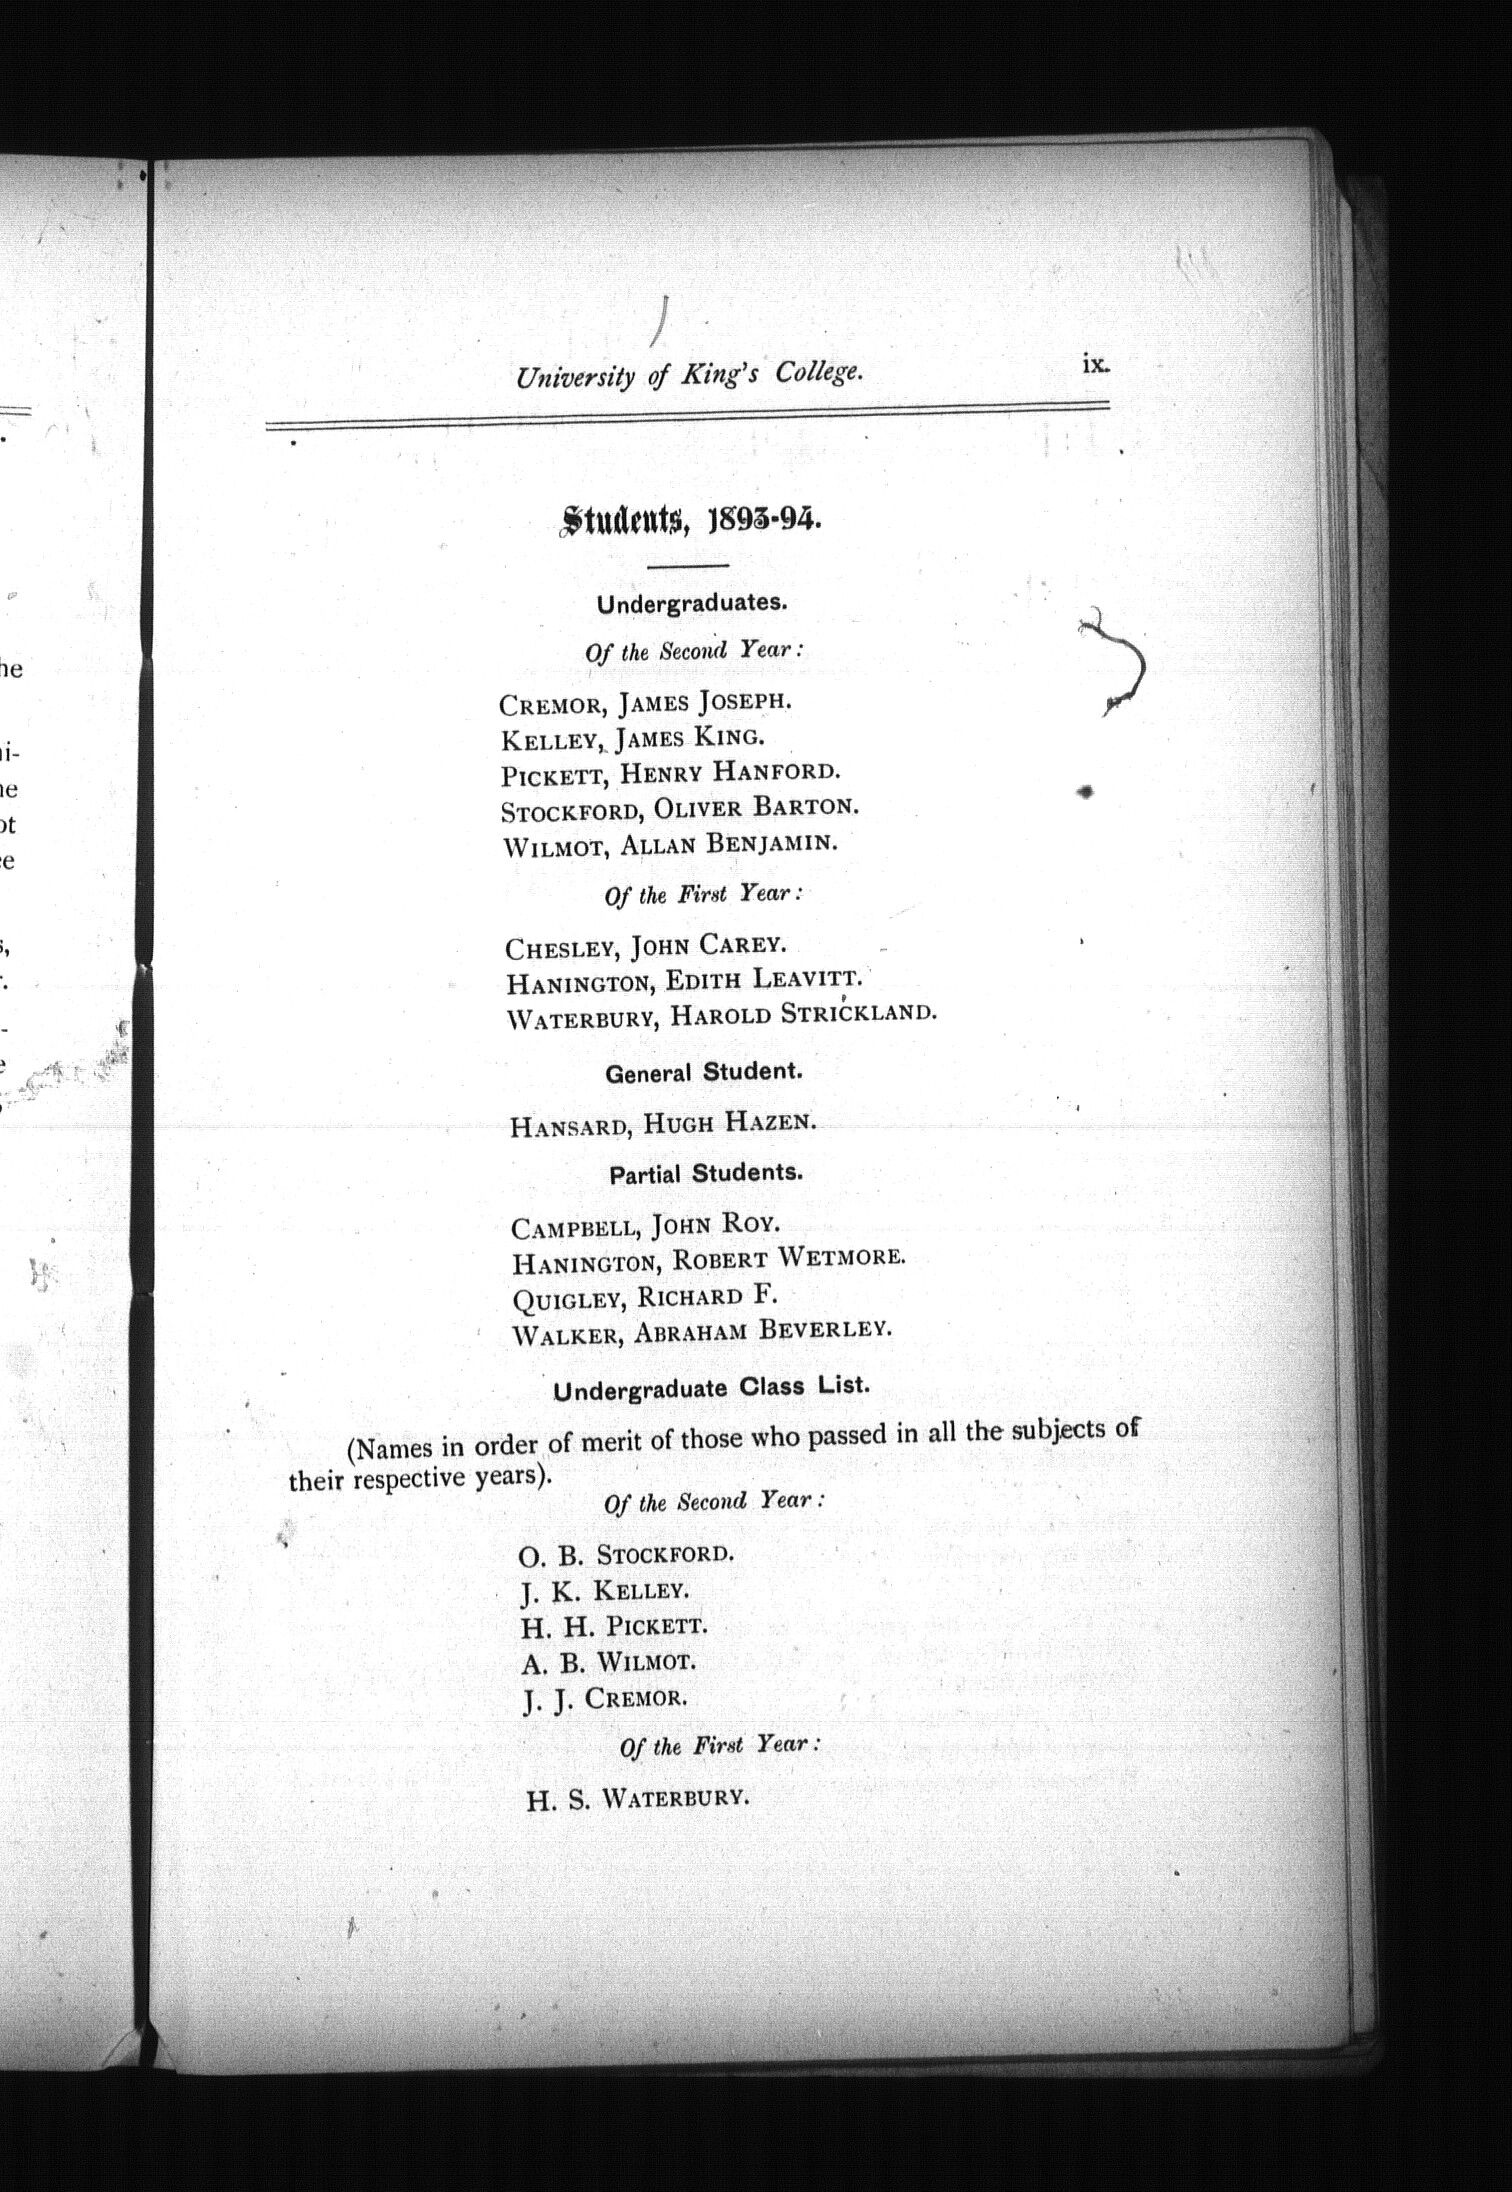 University of King's College.
ix.
Students, 1893-94.
Undergraduates.
Of the Second Year:
CREMOR, JAMES JOSEPH.
KELLEY, JAMES KING.
PICKETT, HENRY HANFORD.
STOCKFORD, OLIVER BARTON.
WILMOT, ALLAN BENJAMIN.
Of the First Year:
CHESLEY, JOHN CAREY.
HANINGTON, EDITH LEAVITT.
WATERBURY, HAROLD STRICKLAND.
General Student.
HANSARD, HUGH HAZEN.
Partial Students.
CAMPBELL, JOHN ROY.
HANINGTON, ROBERT WETMORE.
QUIGLEY, RICHARD F.
WALKER, ABRAHAM BEVERLEY.
Undergraduate Class List.
(Names in order of merit of those who passed in all the subjects of
their respective years).
Of the Second Year:
O. B. STOCKFORD.
J. K. KELLEY.
H. H. PICKETT.
A. B. WILMOT.
J. J. CREMOR.
Of the First Year:
H. S. WATERBURY.